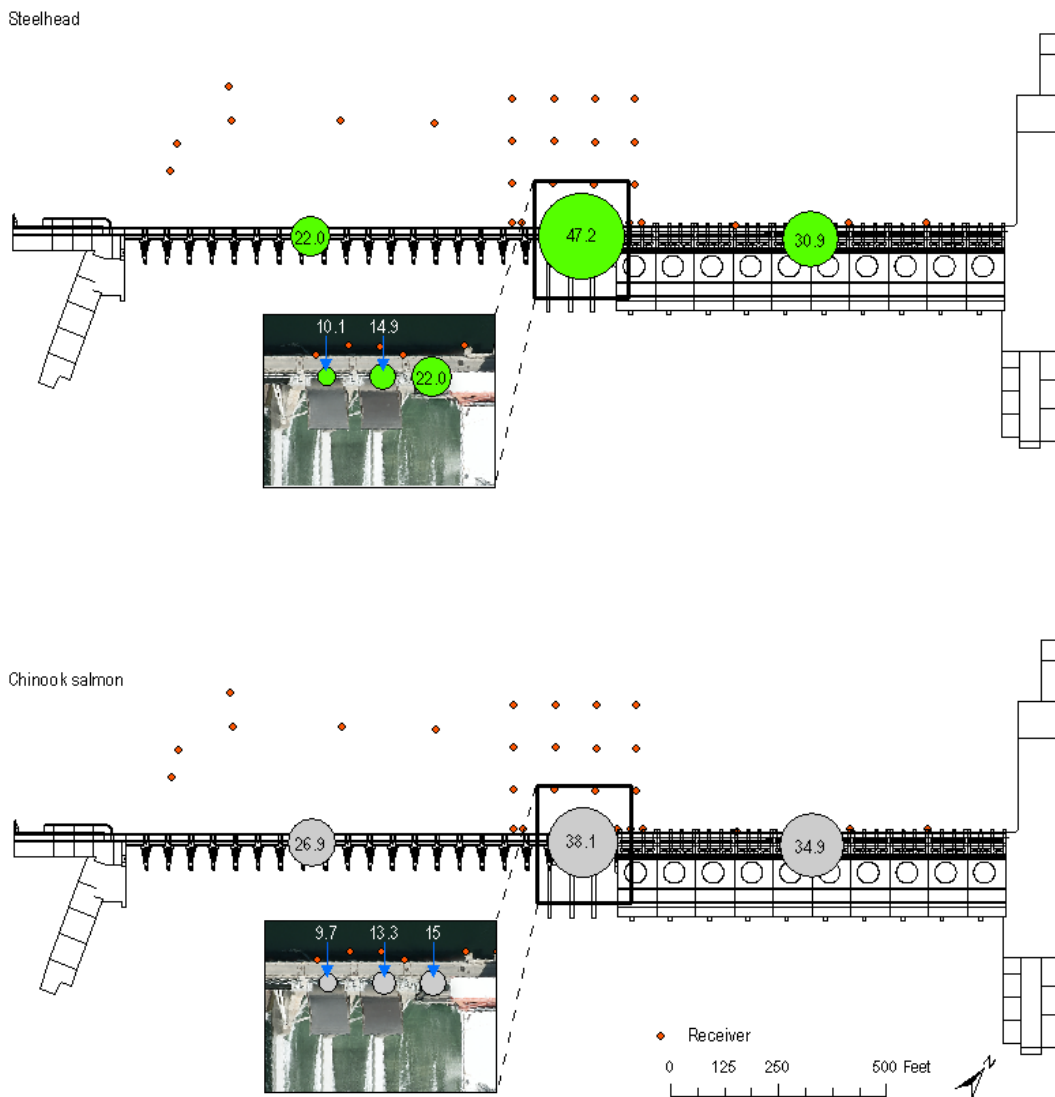 Steelhead
22.0
47.2
30.9
10.1 14.9
22.0
Chinook salmon
26.9
38.1
34.9
9.7 13.3 15
Receiver
0 125 250 500 Feet
N